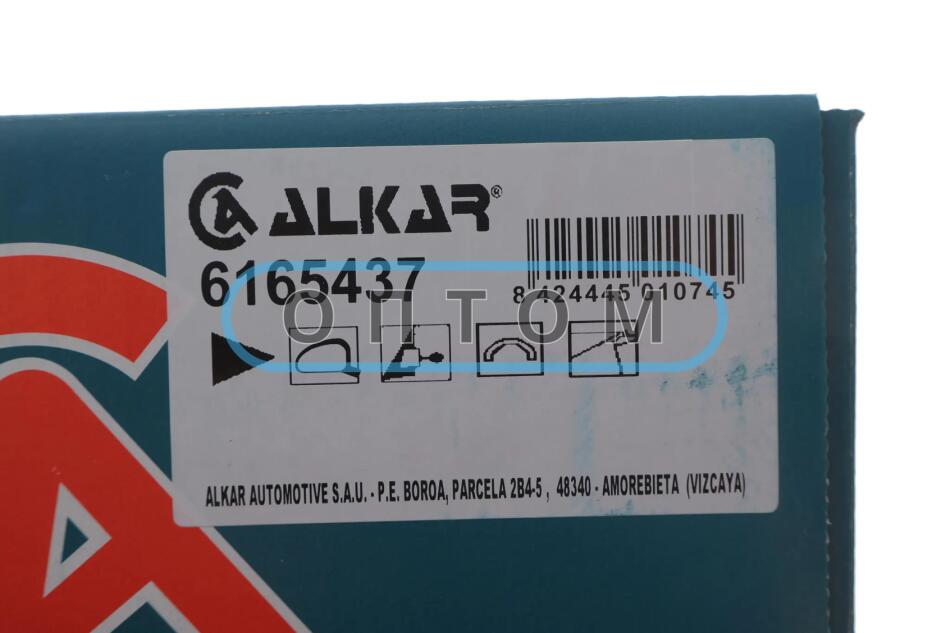 ALKAR®
6165437
8 424445 010745
ОПТОМ
ALKAR AUTOMOTIVE S.A.U. - P.E. BOROA, PARCELA 2B4-5 , 48340 - AMOREBIETA (VIZCAYA)